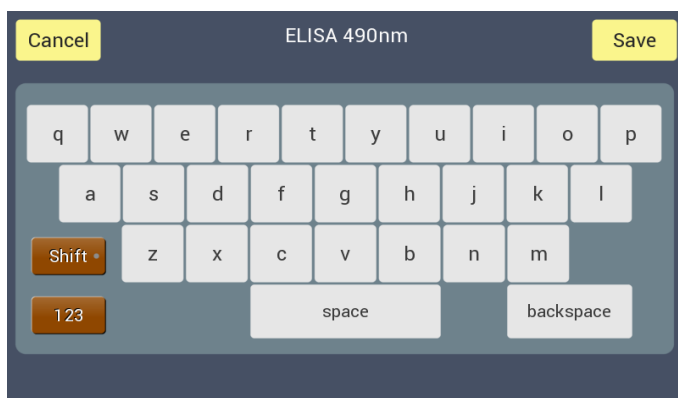 Cancel ELISA 490nm Save
q w e r t y u i o p
a s d f g h j k l
Shift z x c v b n m
123 space backspace